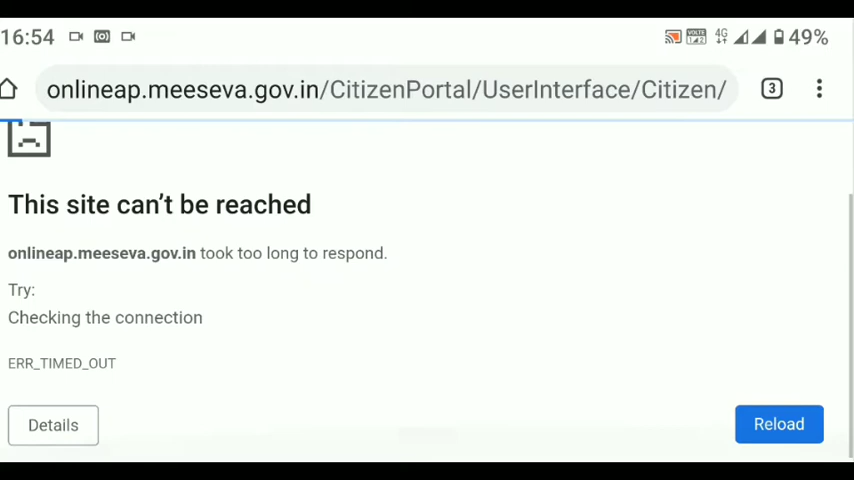 16:54 4G 49%
onlineap.meeseva.gov.in/CitizenPortal/UserInterface/Citizen/ 3
This site can't be reached
onlineap.meeseva.gov.in took too long to respond.
Try:
Checking the connection
ERR_TIMED_OUT
Details Reload